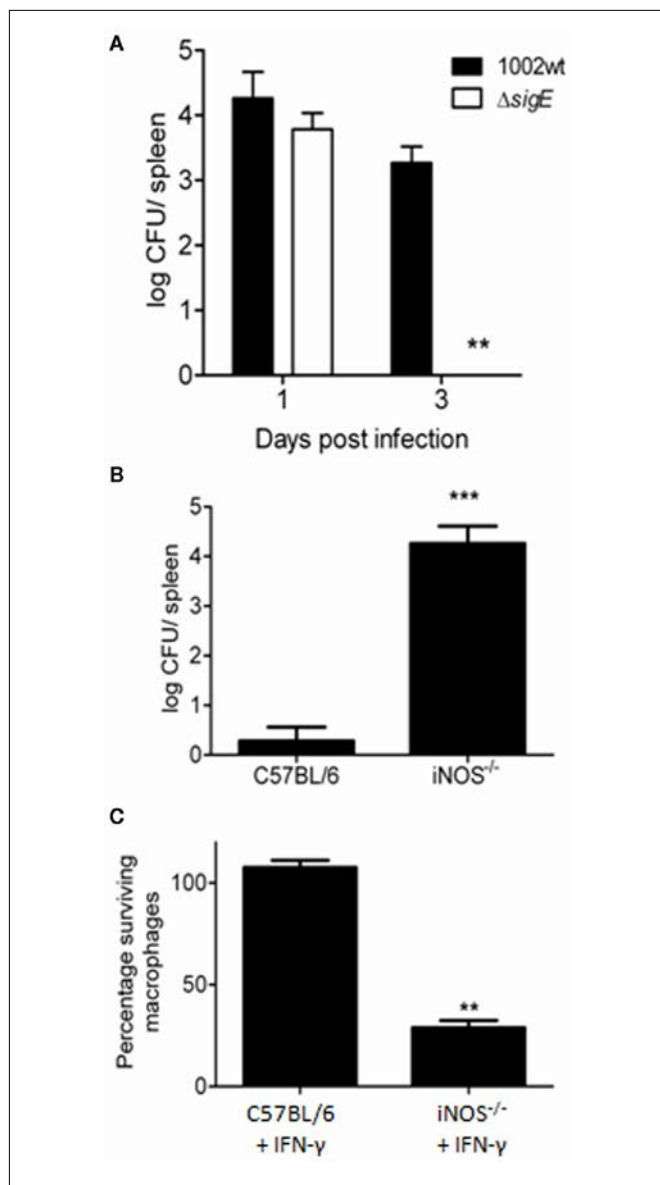 A
5
4
3
2
1
0
log CFU/ spleen
1002wt
ΔsigE
**
1 3
Days post infection
B
5
4
3
2
1
0
log CFU/ spleen
***
C57BL/6 iNOS-/-
C
100
50
0
Percentage surviving
macrophages
**
C57BL/6 iNOS-/-
+ IFN-γ + IFN-γ